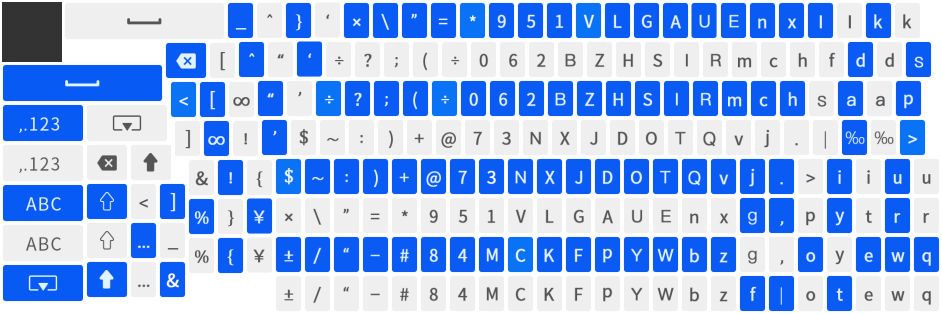 _ ˆ } ‘ × \ ” = * 9 5 1 V L G A U E n x l l k k
[ ˆ “ ‘ ÷ ? ; ( ÷ 0 6 2 B Z H S I R m c h f d d s
< [ ∞ “ ’ ÷ ? ; ( ÷ 0 6 2 B Z H S I R m c h s a a p
,.123 ] ∞ ! ’ $ ~ : ) + @ 7 3 N X J D O T Q v j . | ‰ ‰ >
,.123 & ! { $ ~ : ) + @ 7 3 N X J D O T Q v j . > i i u u
ABC < ] % } ¥ × \ ” = * 9 5 1 V L G A U E n x g , p y t r r
ABC ... _ % { ¥ ± / “ − # 8 4 M C K F P Y W b z g , o y e w q
... & ± / “ − # 8 4 M C K F P Y W b z f | o t e w q